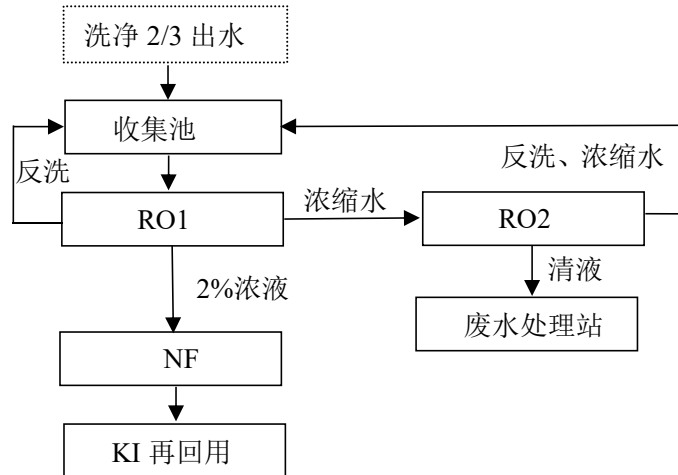 洗净 2/3 出水
收集池
反洗
反洗、浓缩水
RO1
浓缩水
RO2
2%浓液
清液
废水处理站
NF
KI 再回用